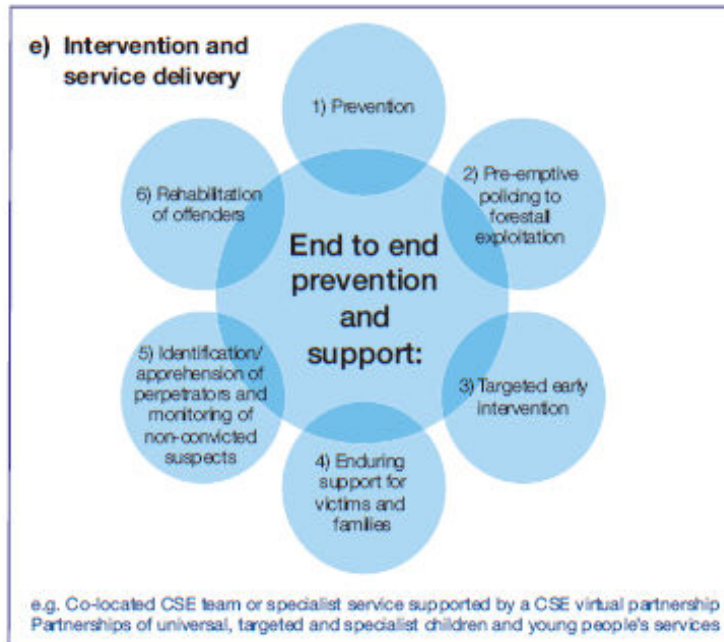 e) Intervention and
service delivery
1) Prevention
2) Pre-emptive
policing to
forestall
exploitation
3) Targeted early
intervention
4) Enduring
support for
victims and
families
5) Identification/
apprehension of
perpetrators and
monitoring of
non-convicted
suspects
6) Rehabilitation
of offenders
End to end
prevention
and
support:
e.g. Co-located CSE team or specialist service supported by a CSE virtual partnership
Partnerships of universal, targeted and specialist children and young people's services